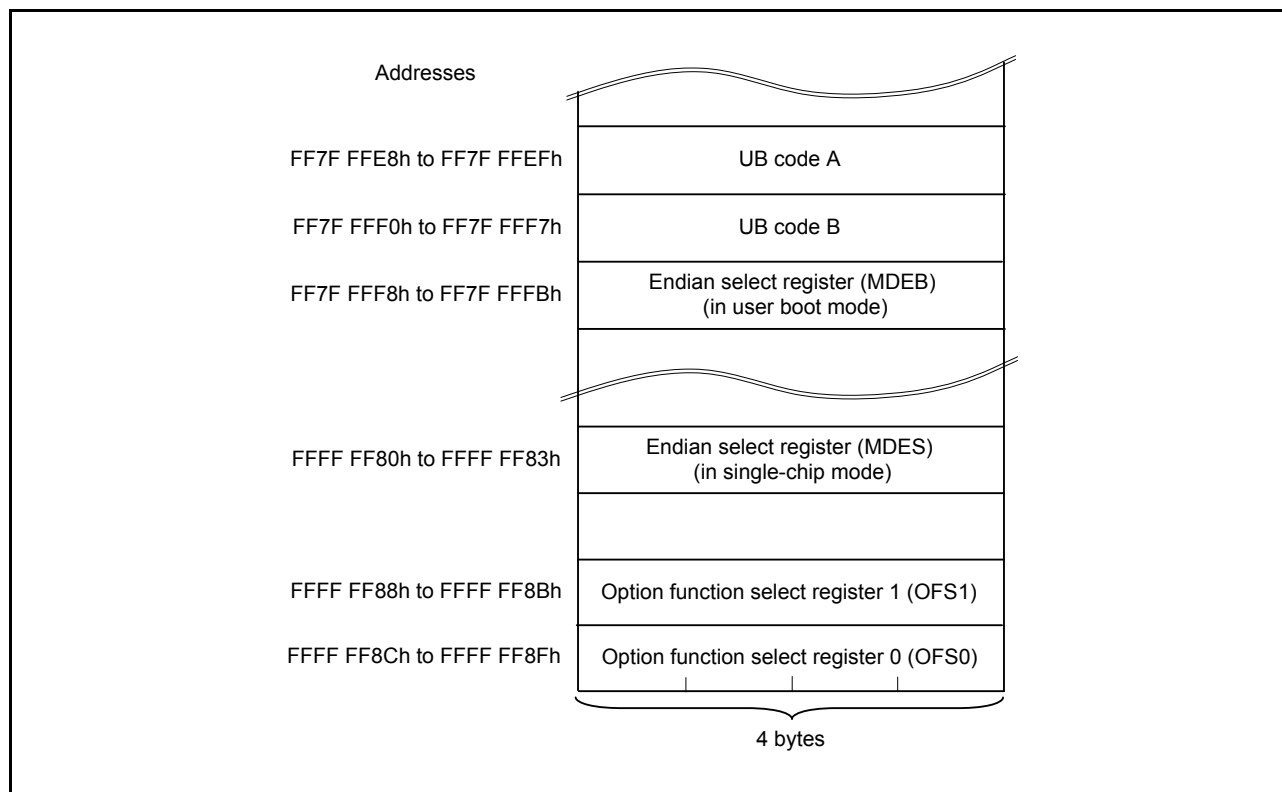 Addresses
FF7F FFE8h to FF7F FFEFh
UB code A
FF7F FFF0h to FF7F FFF7h
UB code B
FF7F FFF8h to FF7F FFFBh
Endian select register (MDEB)
(in user boot mode)
FFFF FF80h to FFFF FF83h
Endian select register (MDES)
(in single-chip mode)
FFFF FF88h to FFFF FF8Bh
Option function select register 1 (OFS1)
FFFF FF8Ch to FFFF FF8Fh
Option function select register 0 (OFS0)
4 bytes